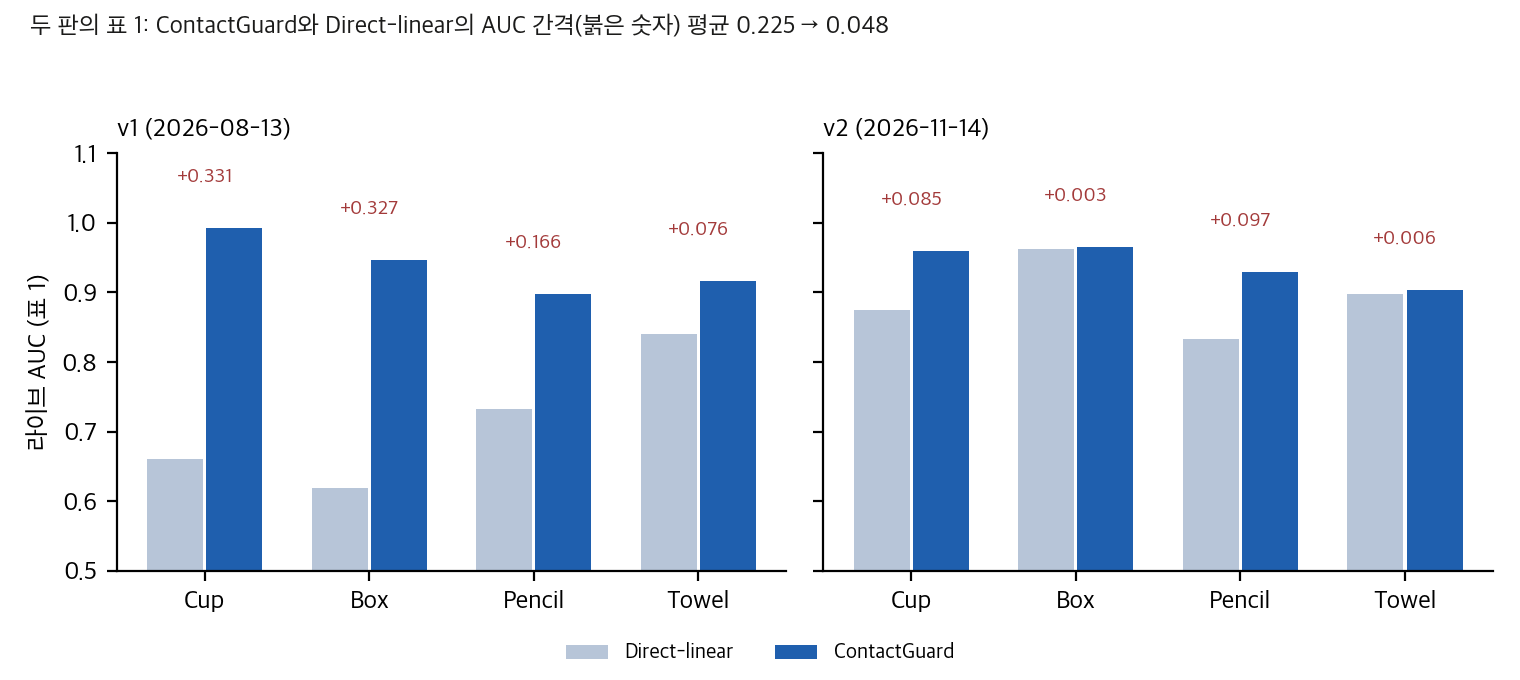 두 판의 표 1: ContactGuard와 Direct-linear의 AUC 간격(붉은 숫자) 평균 0.225 → 0.048
v1 (2026-08-13)
v2 (2026-11-14)
라이브 AUC (표 1)
1.1
1.0
0.9
0.8
0.7
0.6
0.5
+0.331
+0.327
+0.166
+0.076
+0.085
+0.003
+0.097
+0.006
Cup Box Pencil Towel
Cup Box Pencil Towel
Direct-linear ContactGuard